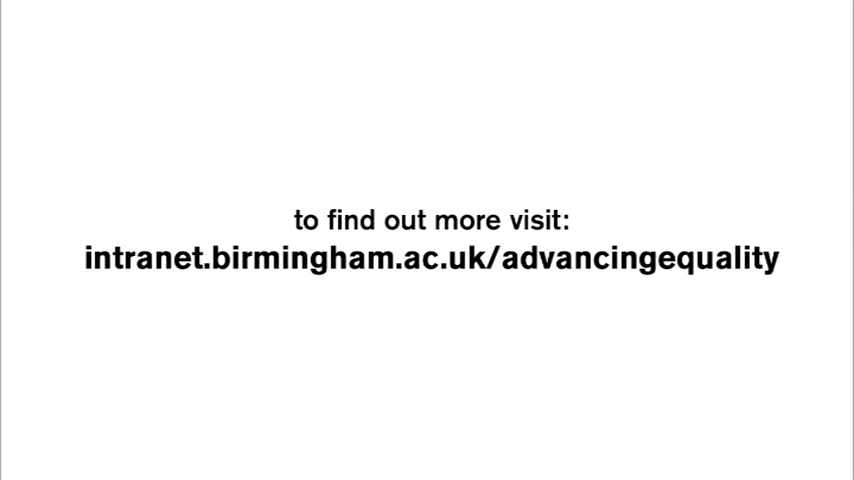 to find out more visit:
intranet.birmingham.ac.uk/advancingequality